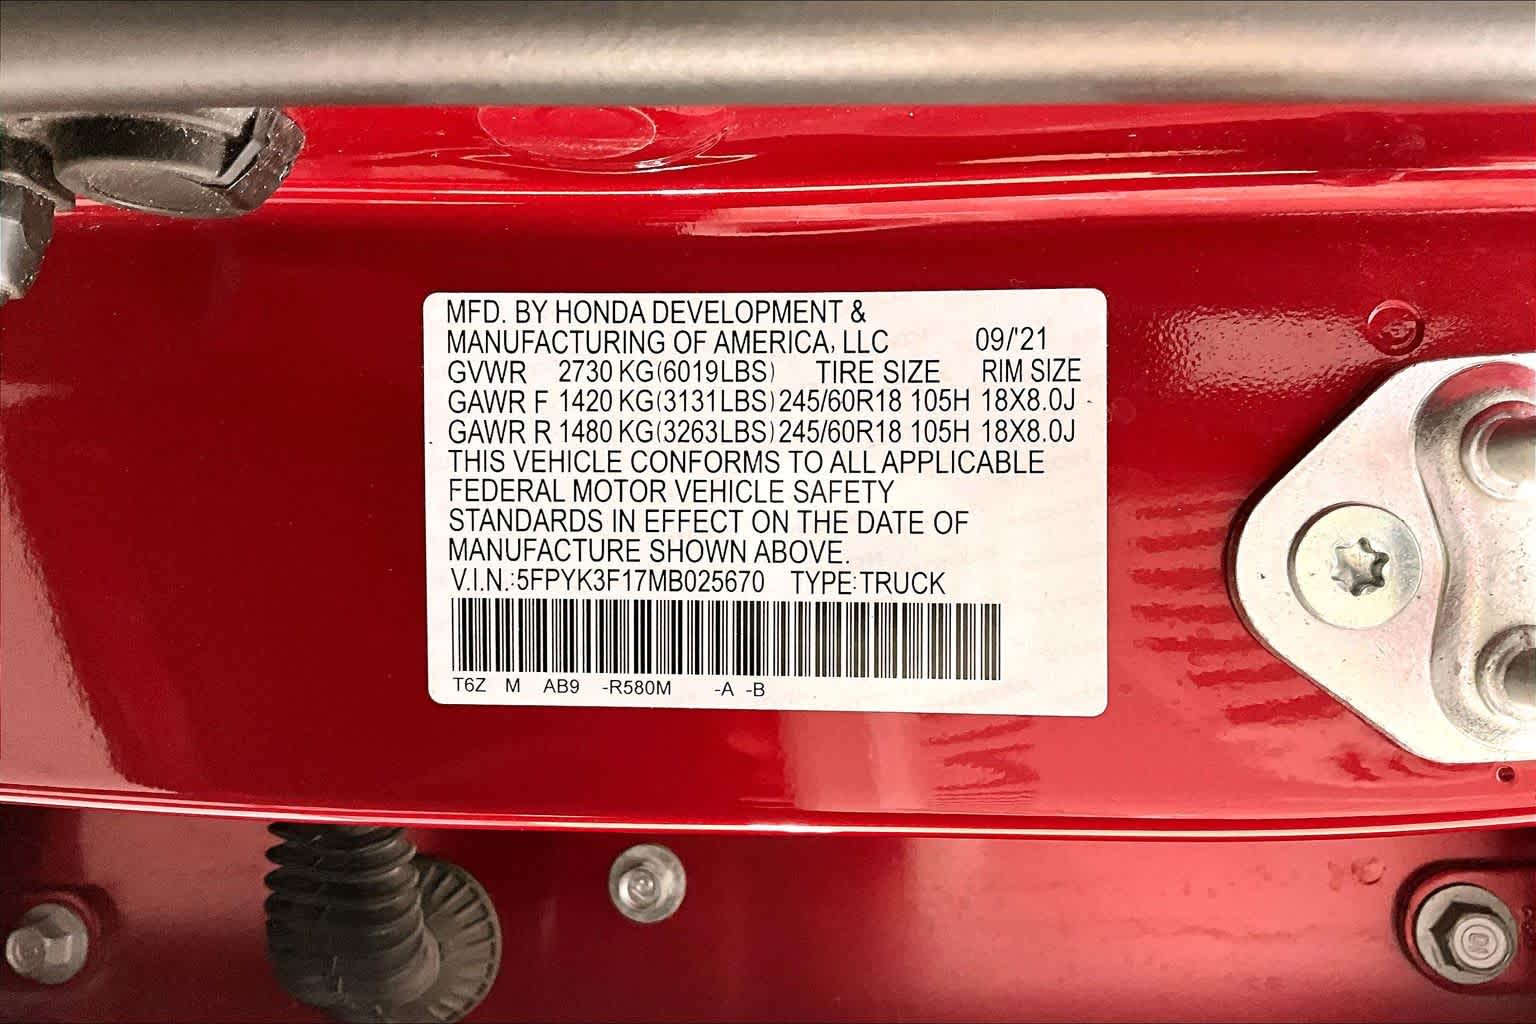 MFD. BY HONDA DEVELOPMENT &
MANUFACTURING OF AMERICA, LLC 09/'21
GVWR 2730 KG(6019LBS) TIRE SIZE RIM SIZE
GAWR F 1420 KG(3131LBS) 245/60R18 105H 18X8.0J
GAWR R 1480 KG(3263LBS) 245/60R18 105H 18X8.0J
THIS VEHICLE CONFORMS TO ALL APPLICABLE
FEDERAL MOTOR VEHICLE SAFETY
STANDARDS IN EFFECT ON THE DATE OF
MANUFACTURE SHOWN ABOVE.
V.I.N.:5FPYK3F17MB025670 TYPE:TRUCK
T6Z M AB9 -R580M -A -B